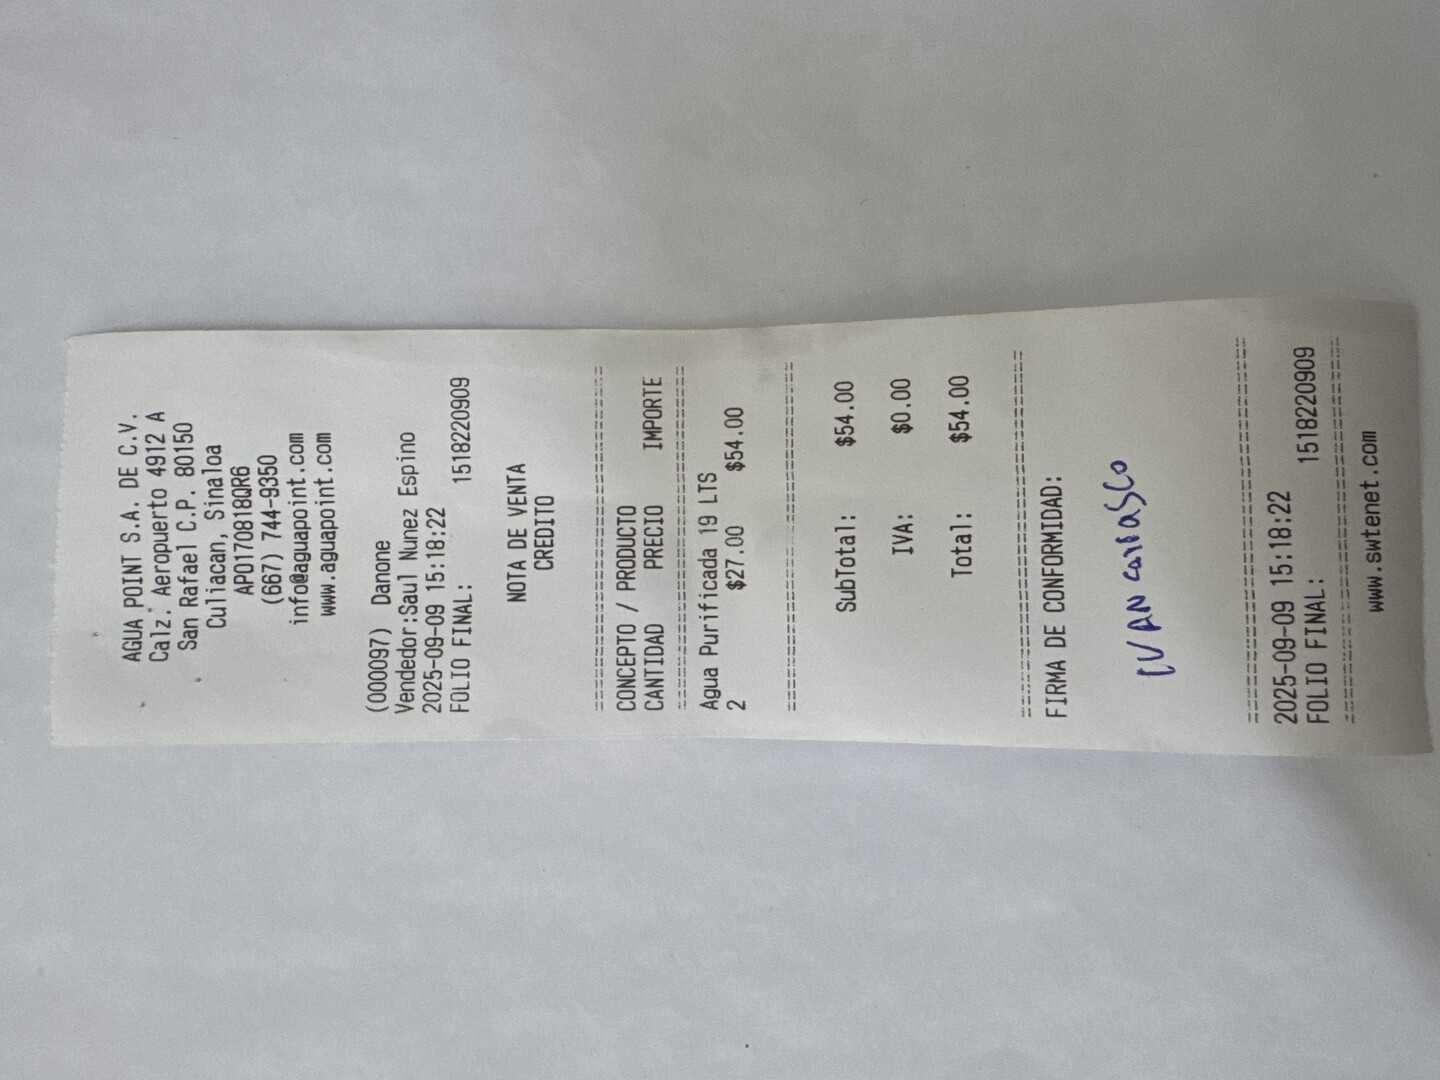 AGUA POINT S.A. DE C.V.
Calz. Aeropuerto 4912 A
San Rafael C.P. 80150
Culiacan, Sinaloa
APO170818QR6
(667) 744-9350
info@aguapoint.com
www.aguapoint.com
(000097) Danone
Vendedor:Saul Nunez Espino
2025-09-09 15:18:22
FOLIO FINAL: 1518220909
NOTA DE VENTA
CREDITO
CONCEPTO / PRODUCTO
CANTIDAD PRECIO IMPORTE
Agua Purificada 19 LTS
2 $27.00 $54.00
SubTotal: $54.00
IVA: $0.00
Total: $54.00
FIRMA DE CONFORMIDAD:
IVAN carrasco
2025-09-09 15:18:22
FOLIO FINAL: 1518220909
www.swtenet.com